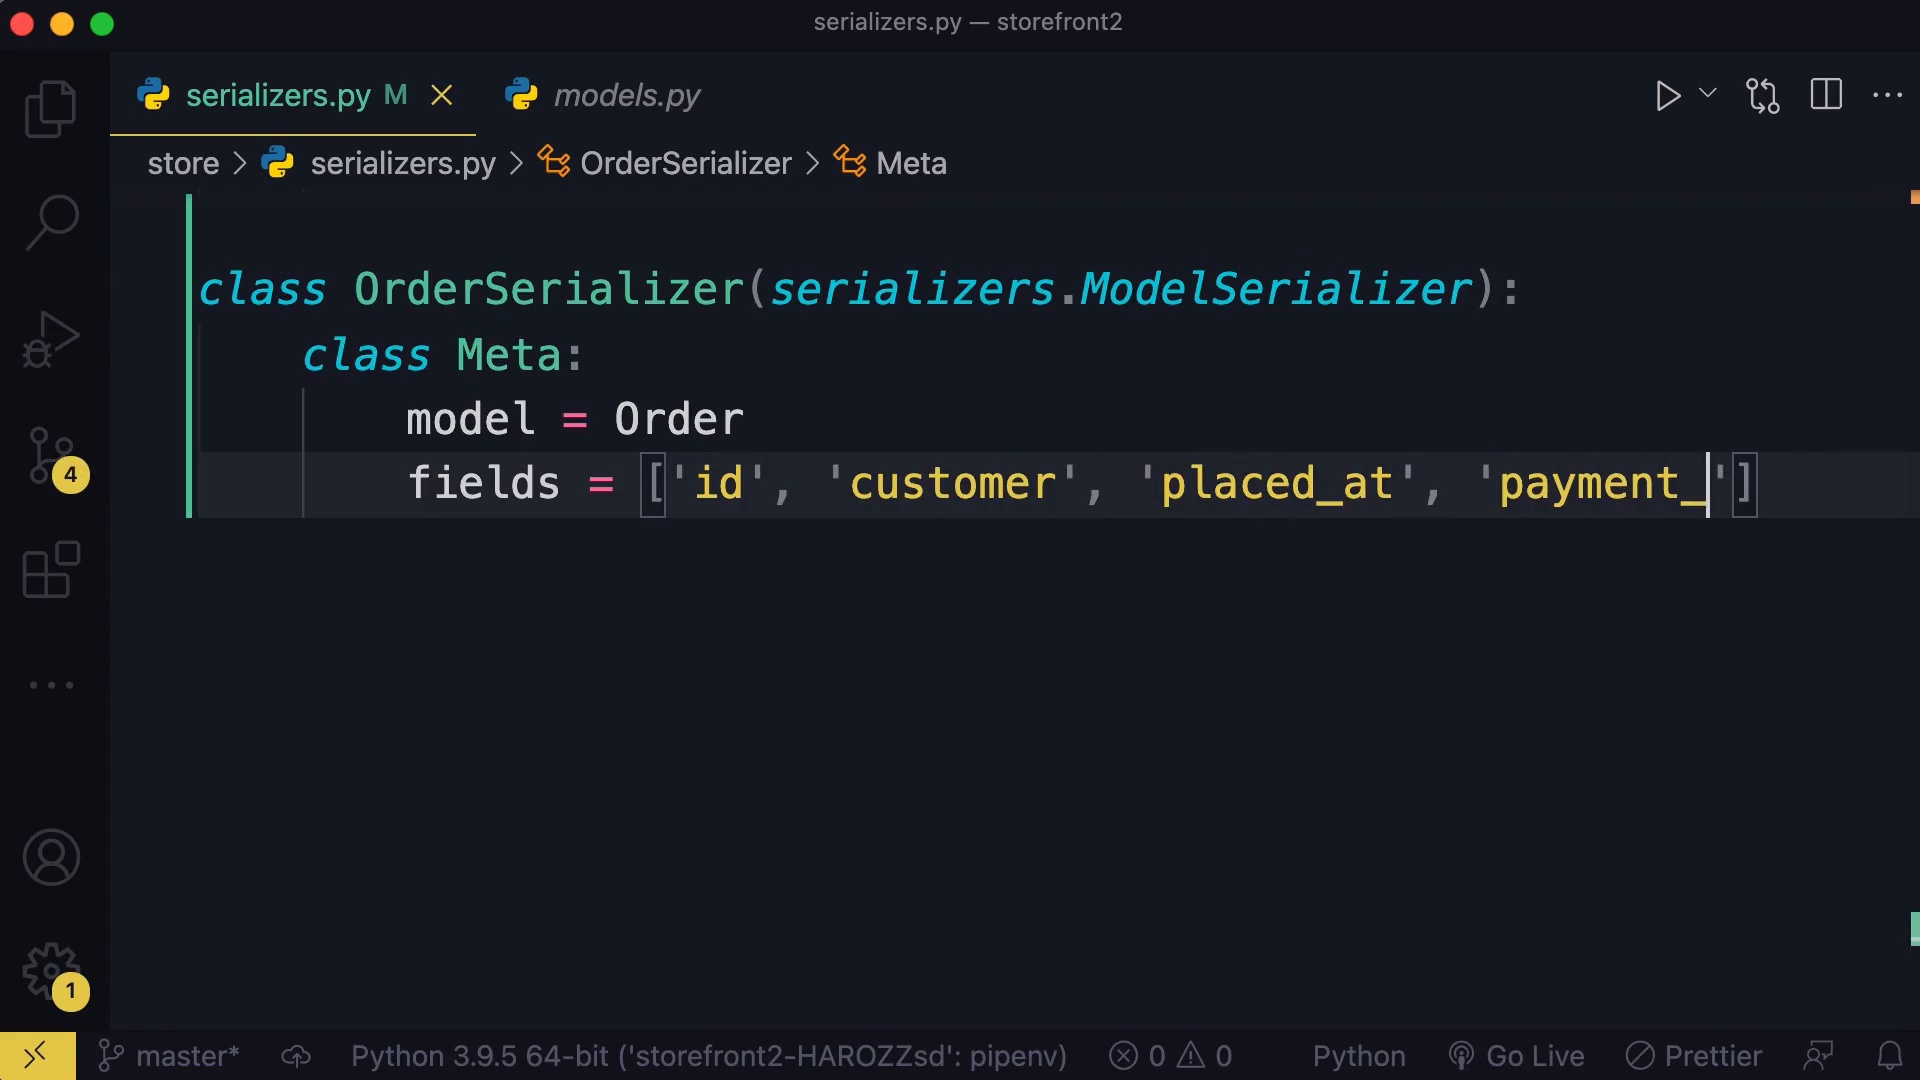 serializers.py — storefront2
serializers.py M models.py
store > serializers.py > OrderSerializer > Meta
class OrderSerializer(serializers.ModelSerializer):
class Meta:
model = Order
fields = ['id', 'customer', 'placed_at', 'payment_']
4
1
master* Python 3.9.5 64-bit ('storefront2-HAROZZsd': pipenv) 0 0 Python Go Live Prettier